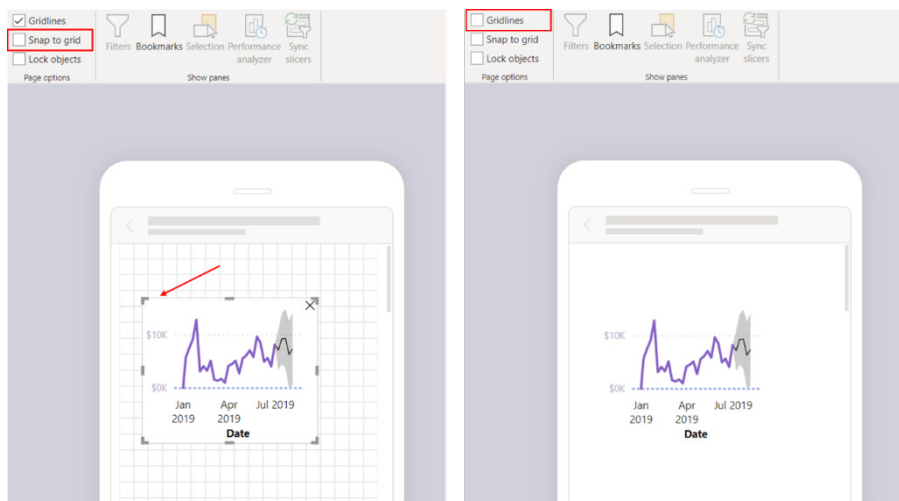 Gridlines
Snap to grid
Lock objects
Page options
Filters Bookmarks Selection Performance analyzer Sync slicers
Show panes
$10K
$0K
Jan 2019 Apr 2019 Jul 2019
Date
Gridlines
Snap to grid
Lock objects
Page options
Filters Bookmarks Selection Performance analyzer Sync slicers
Show panes
$10K
$0K
Jan 2019 Apr 2019 Jul 2019
Date